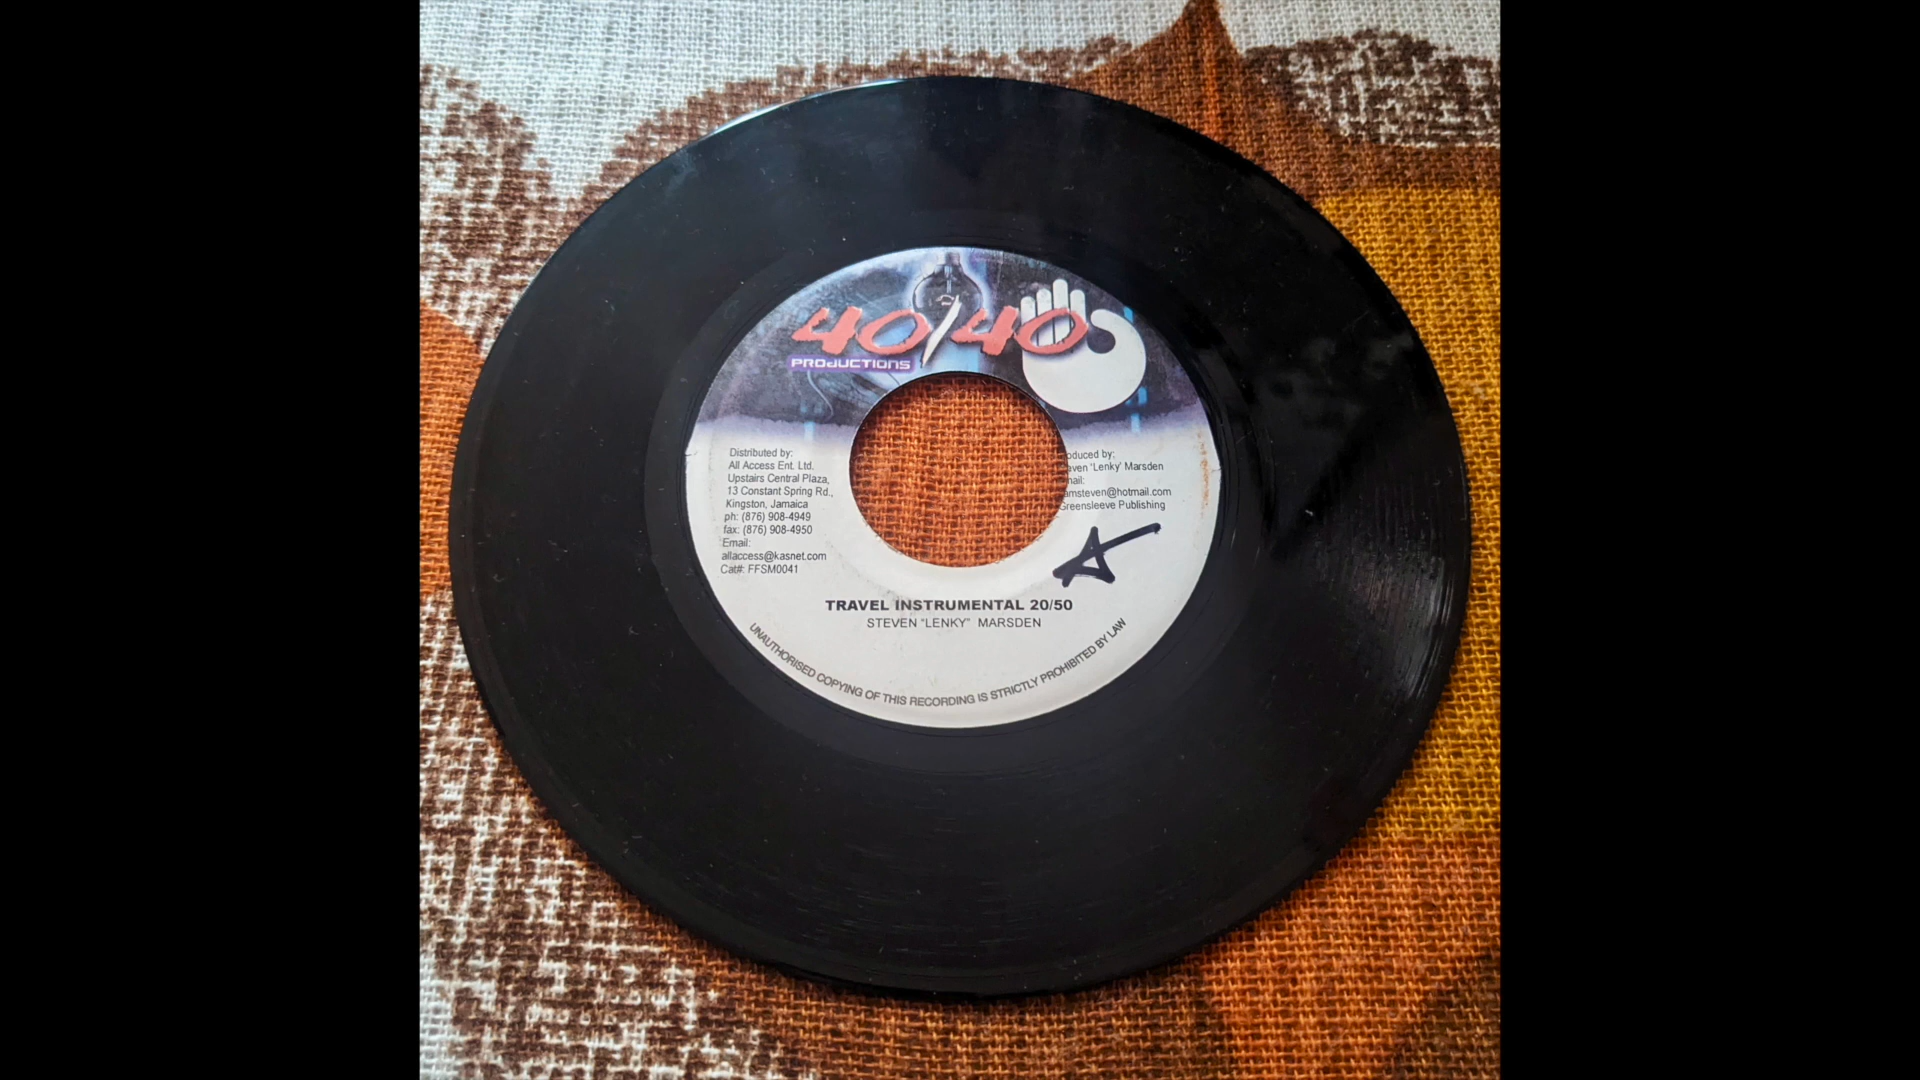 40/40
PRODUCTIONS
Distributed by:
All Access Ent. Ltd.
Upstairs Central Plaza,
13 Constant Spring Rd.,
Kingston, Jamaica
ph: (876) 908-4949
fax: (876) 908-4950
Email:
allaccess@kasnet.com
Cat#: FFSM0041
by:
'Lenky' Marsden
Greensleeve Publishing
TRAVEL INSTRUMENTAL 20/50
STEVEN "LENKY" MARSDEN
UNAUTHORISED COPYING OF THIS RECORDING IS STRICTLY PROHIBITED BY LAW